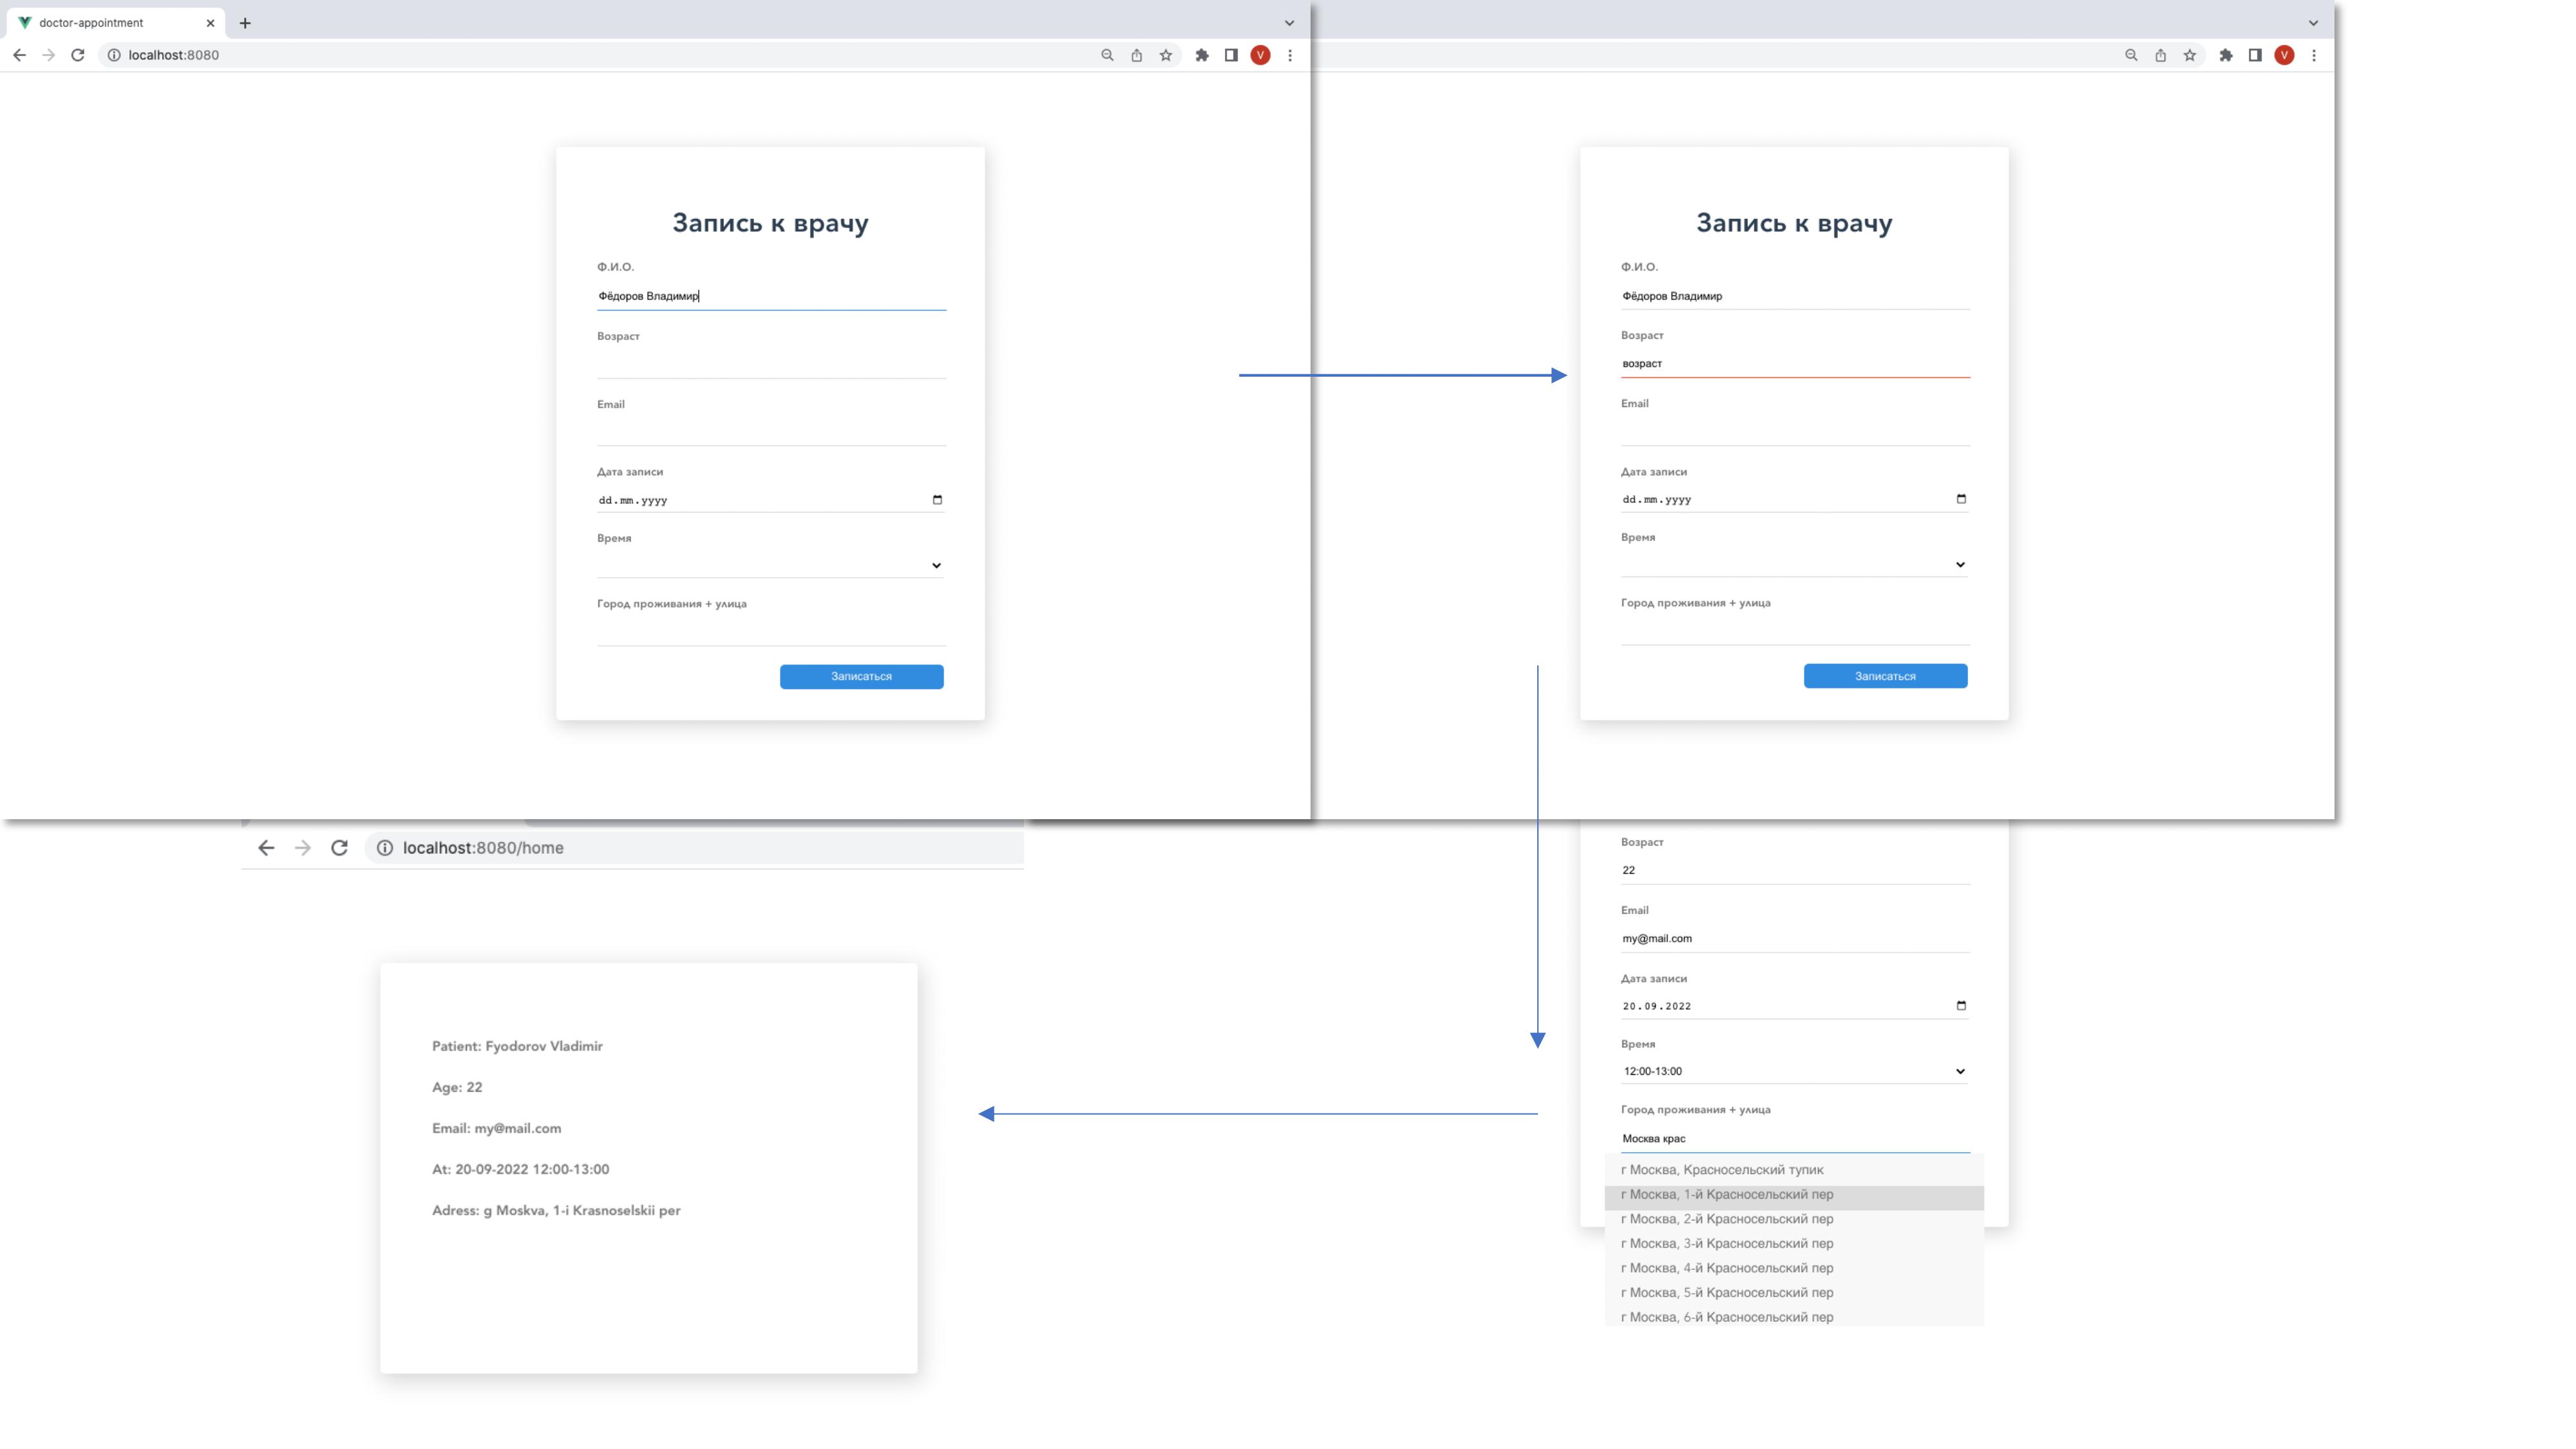 doctor-appointment
localhost:8080
V
V
Запись к врачу
Ф.И.О.
Фёдоров Владимир
Возраст
Email
Дата записи
dd.mm.yyyy
Время
Город проживания + улица
Записаться
Запись к врачу
Ф.И.О.
Фёдоров Владимир
Возраст
возраст
Email
Дата записи
dd.mm.yyyy
Время
Город проживания + улица
Записаться
Возраст
22
Email
my@mail.com
Дата записи
20.09.2022
Время
12:00-13:00
Город проживания + улица
Москва крас
г Москва, Красносельский тупик
г Москва, 1-й Красносельский пер
г Москва, 2-й Красносельский пер
г Москва, 3-й Красносельский пер
г Москва, 4-й Красносельский пер
г Москва, 5-й Красносельский пер
г Москва, 6-й Красносельский пер
localhost:8080/home
Patient: Fyodorov Vladimir
Age: 22
Email: my@mail.com
At: 20-09-2022 12:00-13:00
Adress: g Moskva, 1-i Krasnoselskii per